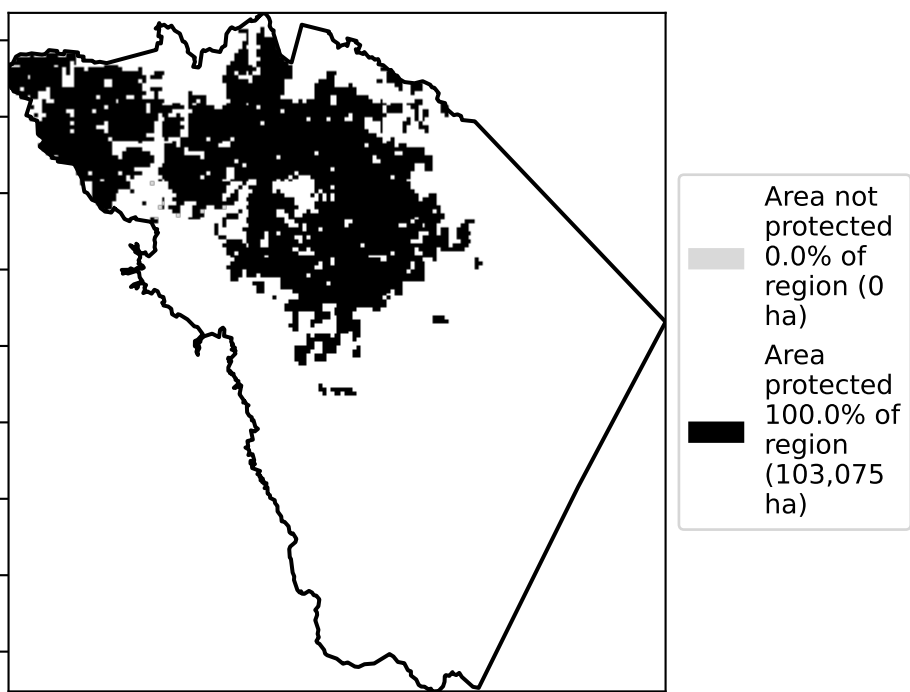 Area not
protected
0.0% of
region (0
ha)
Area
protected
100.0% of
region
(103,075
ha)